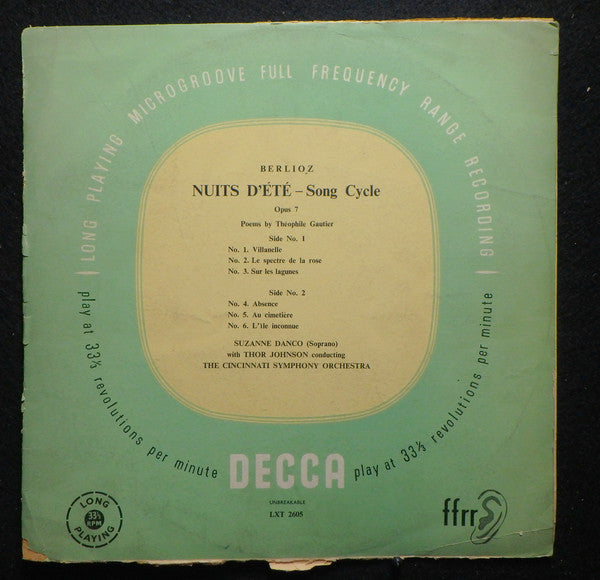 LONG PLAYING MICROGROOVE FULL FREQUENCY RANGE RECORDING
BERLIOZ
NUITS D'ÉTÉ – Song Cycle
Opus 7
Poems by Théophile Gautier
Side No. 1
No. 1. Villanelle
No. 2. Le spectre de la rose
No. 3. Sur les lagunes
Side No. 2
No. 4. Absence
No. 5. Au cimetière
No. 6. L'île inconnue
SUZANNE DANCO (Soprano)
with THOR JOHNSON conducting
THE CINCINNATI SYMPHONY ORCHESTRA
play at 33⅓ revolutions per minute
DECCA
play at 33⅓ revolutions per minute
UNBREAKABLE
LXT 2605
LONG
33⅓
RPM
PLAYING
ffrr